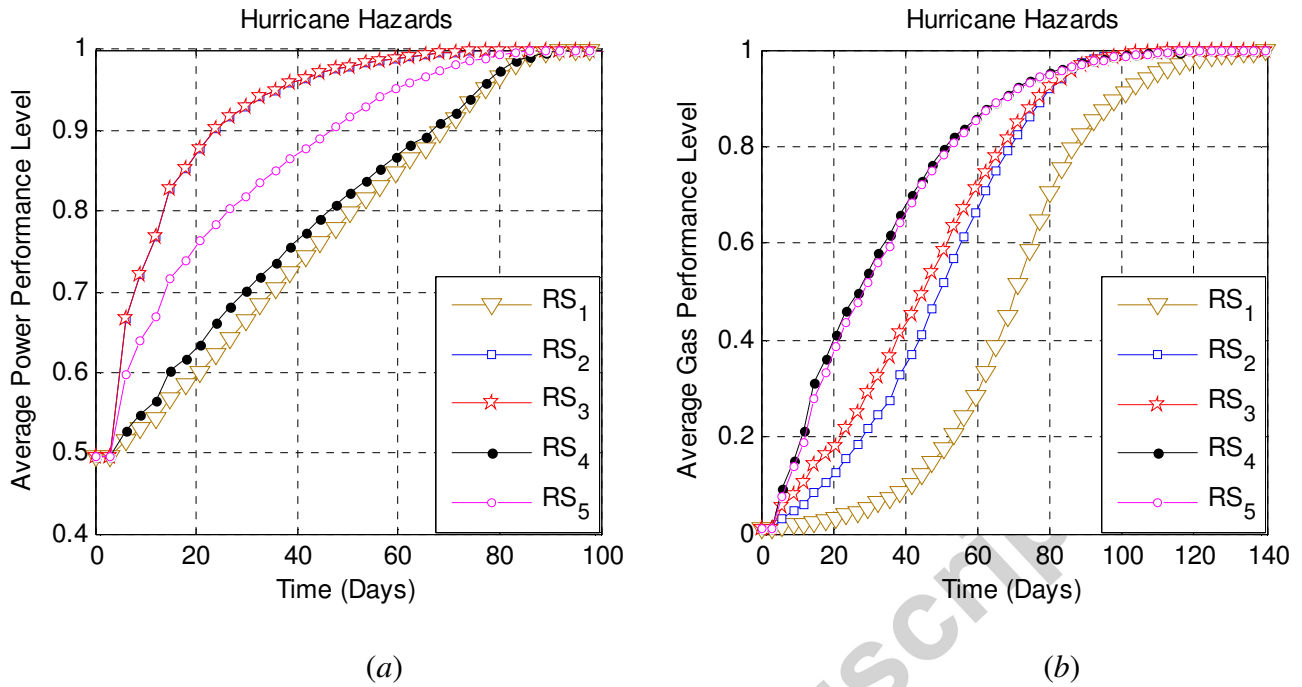 Hurricane Hazards
Average Power Performance Level
1
0.9
0.8
0.7
0.6
0.5
0.4
0
20
40
60
80
100
Time (Days)
RS1
RS2
RS3
RS4
RS5
(a)
Hurricane Hazards
Average Gas Performance Level
1
0.8
0.6
0.4
0.2
0
0
20
40
60
80
100
120
140
Time (Days)
RS1
RS2
RS3
RS4
RS5
(b)